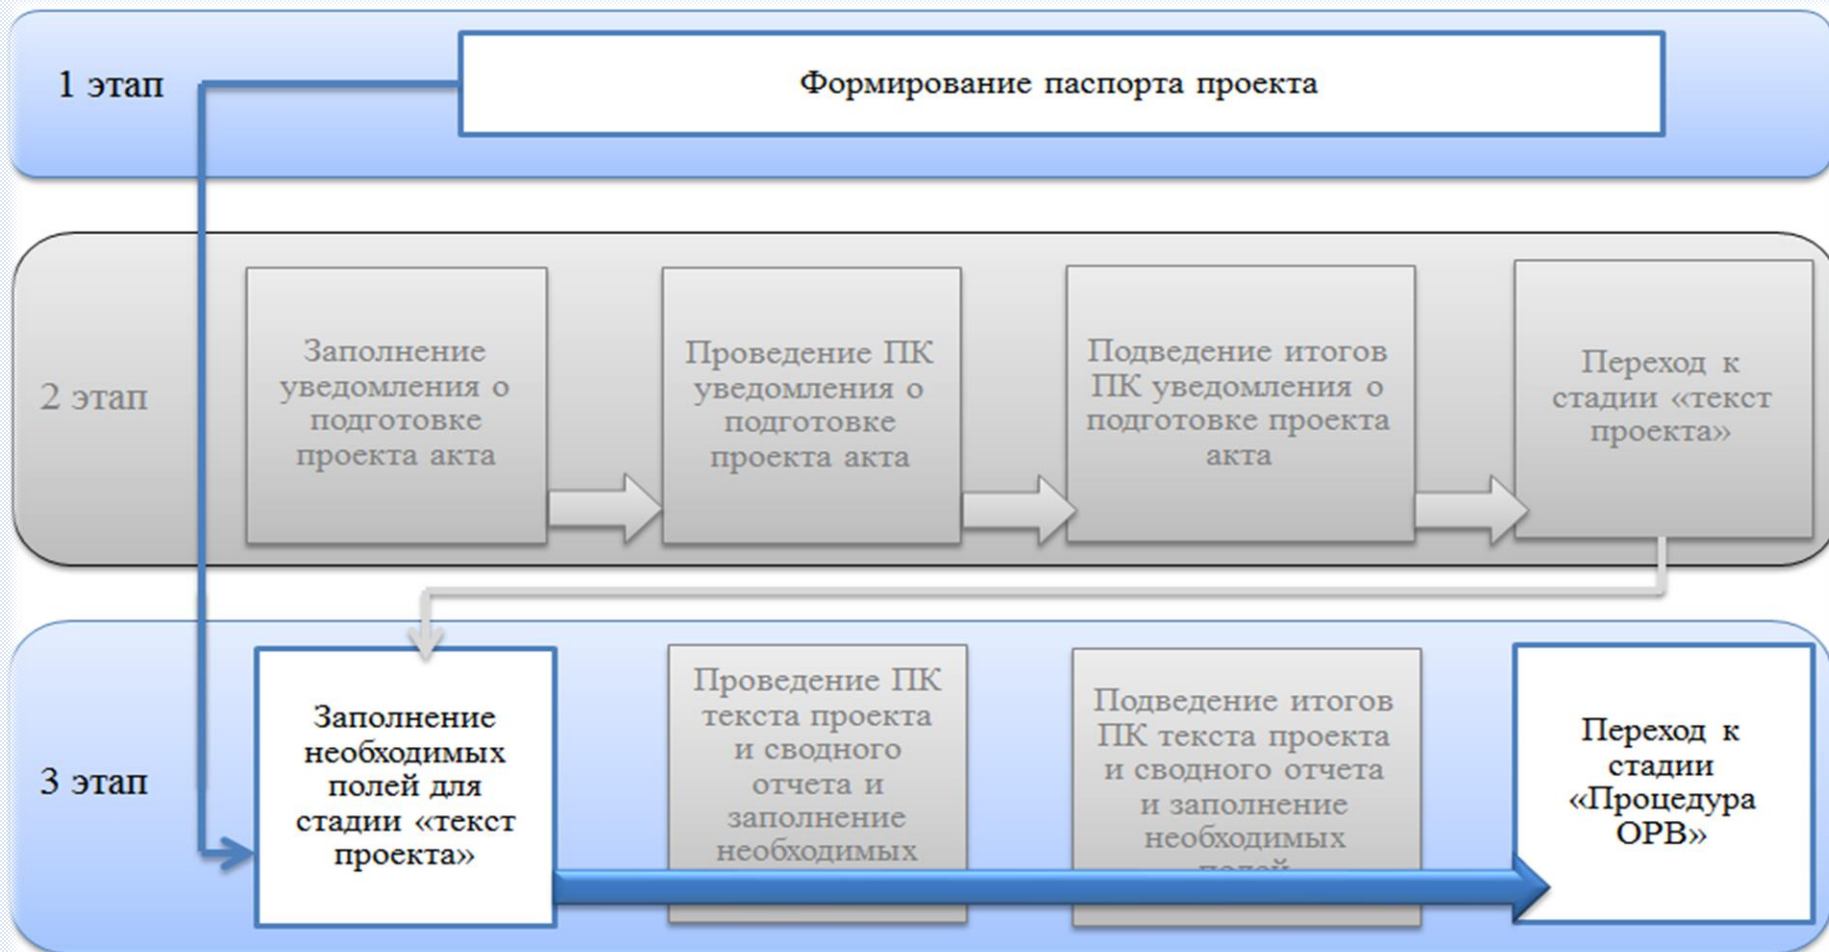 1 этап
Формирование паспорта проекта
2 этап
Заполнение
уведомления о
подготовке
проекта акта
Проведение ПК
уведомления о
подготовке
проекта акта
Подведение итогов
ПК уведомления о
подготовке проекта
акта
Переход к
стадии «текст
проекта»
3 этап
Заполнение
необходимых
полей для
стадии «текст
проекта»
Проведение ПК
текста проекта
и сводного
отчета и
заполнение
необходимых
Подведение итогов
ПК текста проекта
и сводного отчета
и заполнение
необходимых
полей
Переход к
стадии
«Процедура
ОРВ»